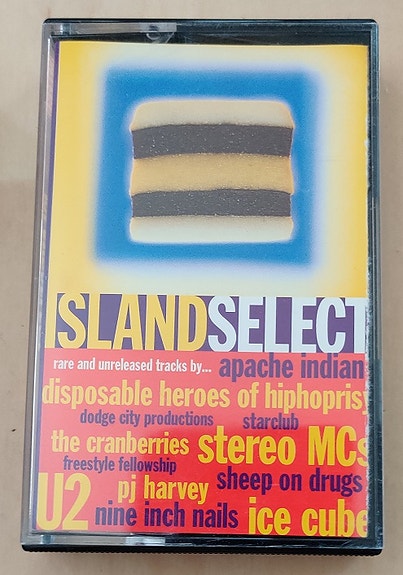 ISLANDSELECT
rare and unreleased tracks by... apache indian
disposable heroes of hiphoprisy
dodge city productions starclub
the cranberries stereo MCs
freestyle fellowship
pj harvey sheep on drugs
U2 nine inch nails ice cube